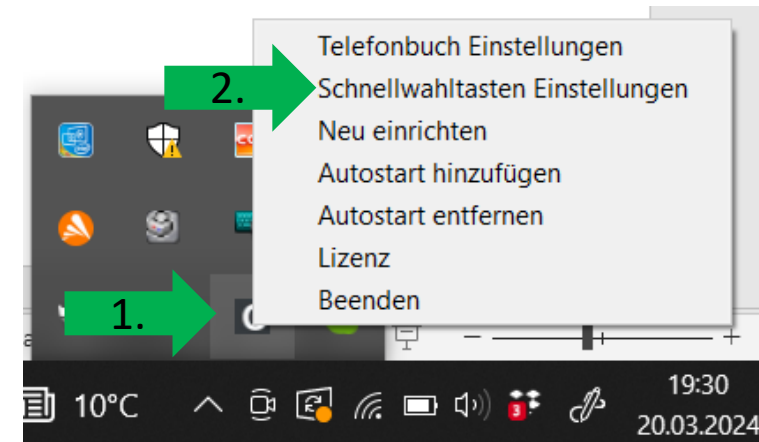 Telefonbuch Einstellungen
2.
Schnellwahltasten Einstellungen
Neu einrichten
Autostart hinzufügen
Autostart entfernen
Lizenz
Beenden
1.
10°C
3
19:30
20.03.2024